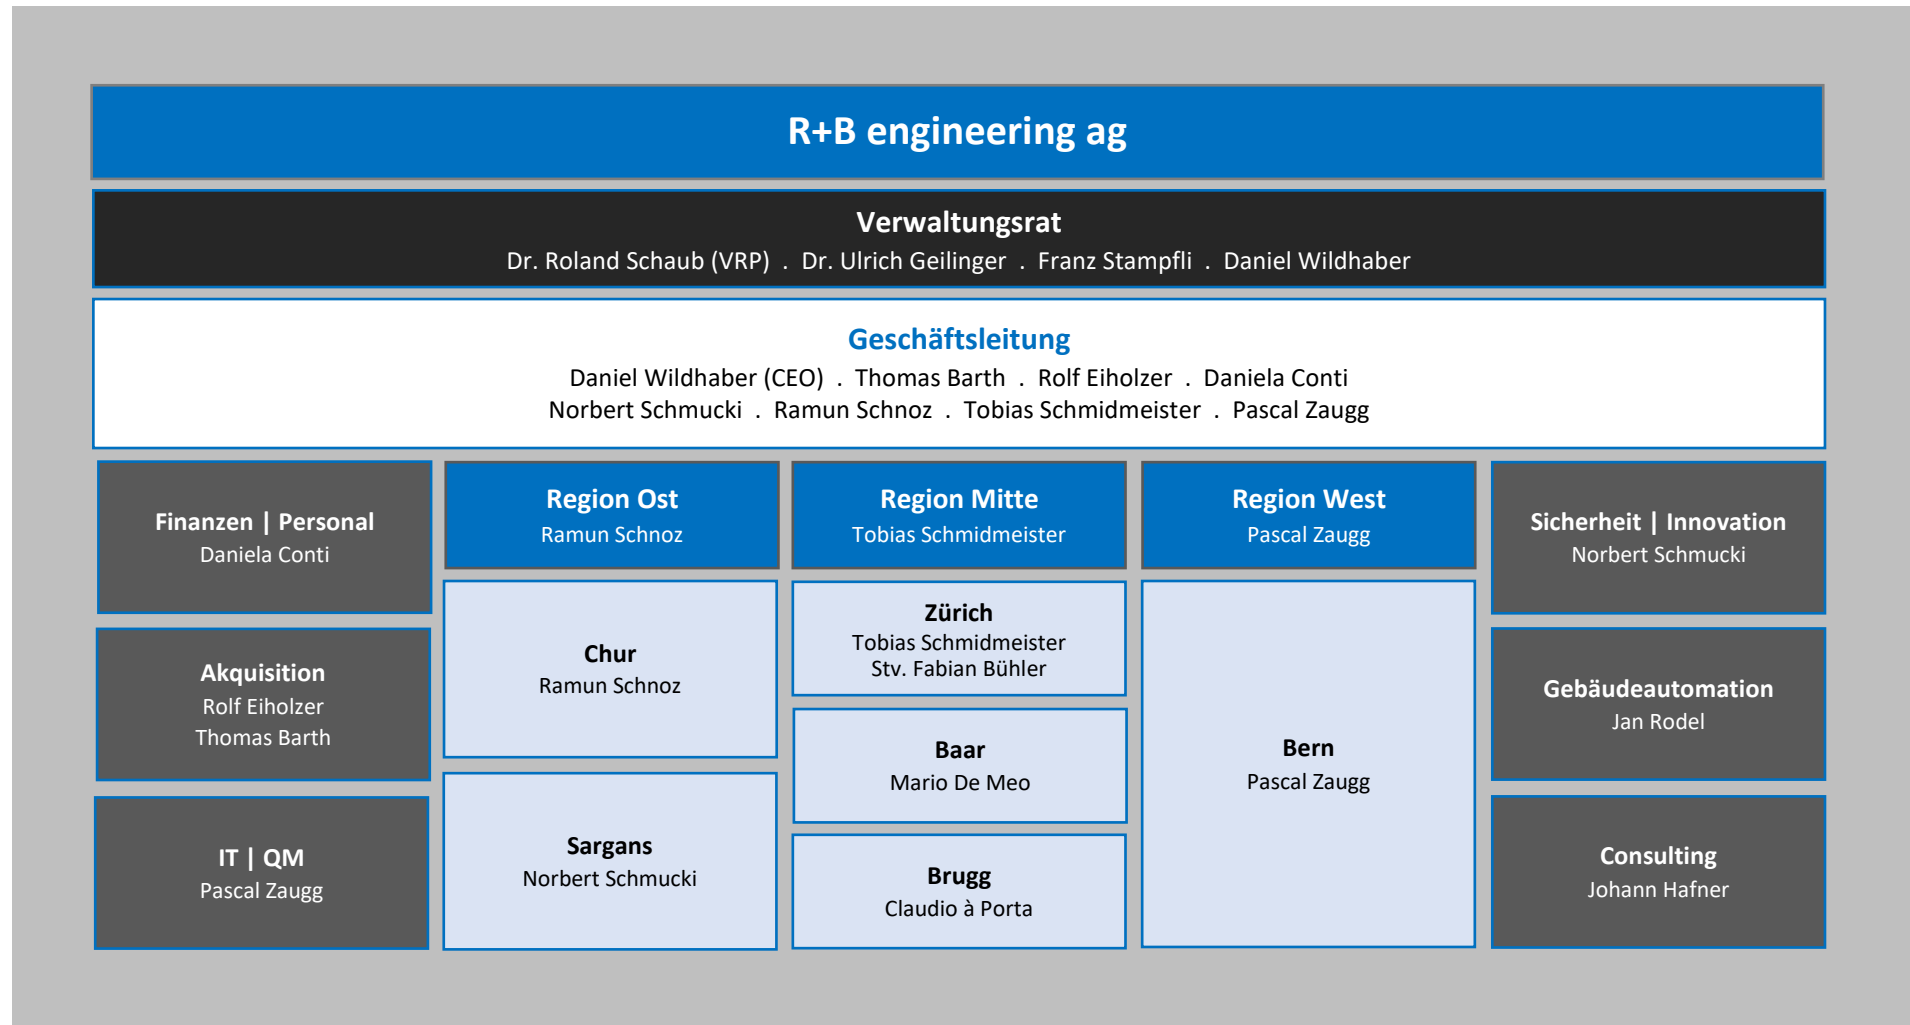 R+B engineering ag
Verwaltungsrat
Dr. Roland Schaub (VRP) . Dr. Ulrich Geilinger . Franz Stampfli . Daniel Wildhaber
Geschäftsleitung
Daniel Wildhaber (CEO) . Thomas Barth . Rolf Eiholzer . Daniela Conti
Norbert Schmucki . Ramun Schnoz . Tobias Schmidmeister . Pascal Zaugg
Finanzen | Personal
Daniela Conti
Akquisition
Rolf Eiholzer
Thomas Barth
IT | QM
Pascal Zaugg
Region Ost
Ramun Schnoz
Chur
Ramun Schnoz
Sargans
Norbert Schmucki
Region Mitte
Tobias Schmidmeister
Zürich
Tobias Schmidmeister
Stv. Fabian Bühler
Baar
Mario De Meo
Brugg
Claudio à Porta
Region West
Pascal Zaugg
Bern
Pascal Zaugg
Sicherheit | Innovation
Norbert Schmucki
Gebäudeautomation
Jan Rodel
Consulting
Johann Hafner